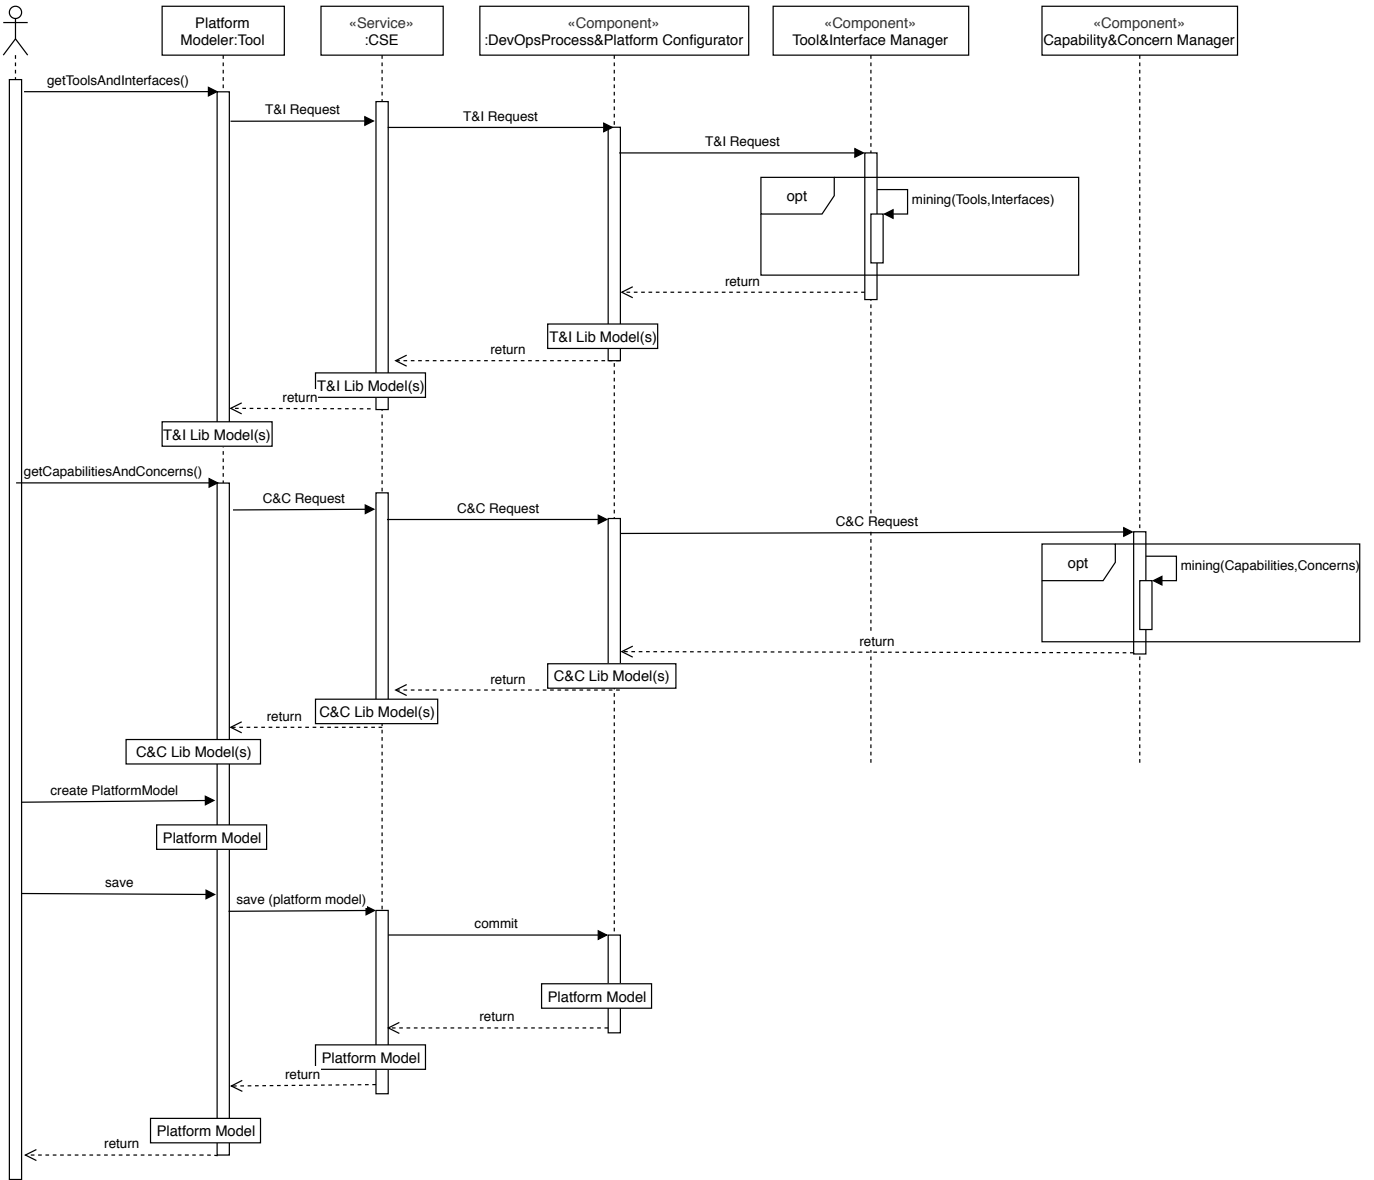 Platform
Modeler:Tool
«Service»
:CSE
«Component»
:DevOpsProcess&Platform Configurator
«Component»
Tool&Interface Manager
«Component»
Capability&Concern Manager
getToolsAndInterfaces()
T&I Request
T&I Request
T&I Request
opt
mining(Tools,Interfaces)
return
T&I Lib Model(s)
return
T&I Lib Model(s)
return
T&I Lib Model(s)
getCapabilitiesAndConcerns()
C&C Request
C&C Request
C&C Request
opt
mining(Capabilities,Concerns)
return
C&C Lib Model(s)
return
C&C Lib Model(s)
return
C&C Lib Model(s)
create PlatformModel
Platform Model
save
save (platform model)
commit
Platform Model
return
Platform Model
return
Platform Model
return